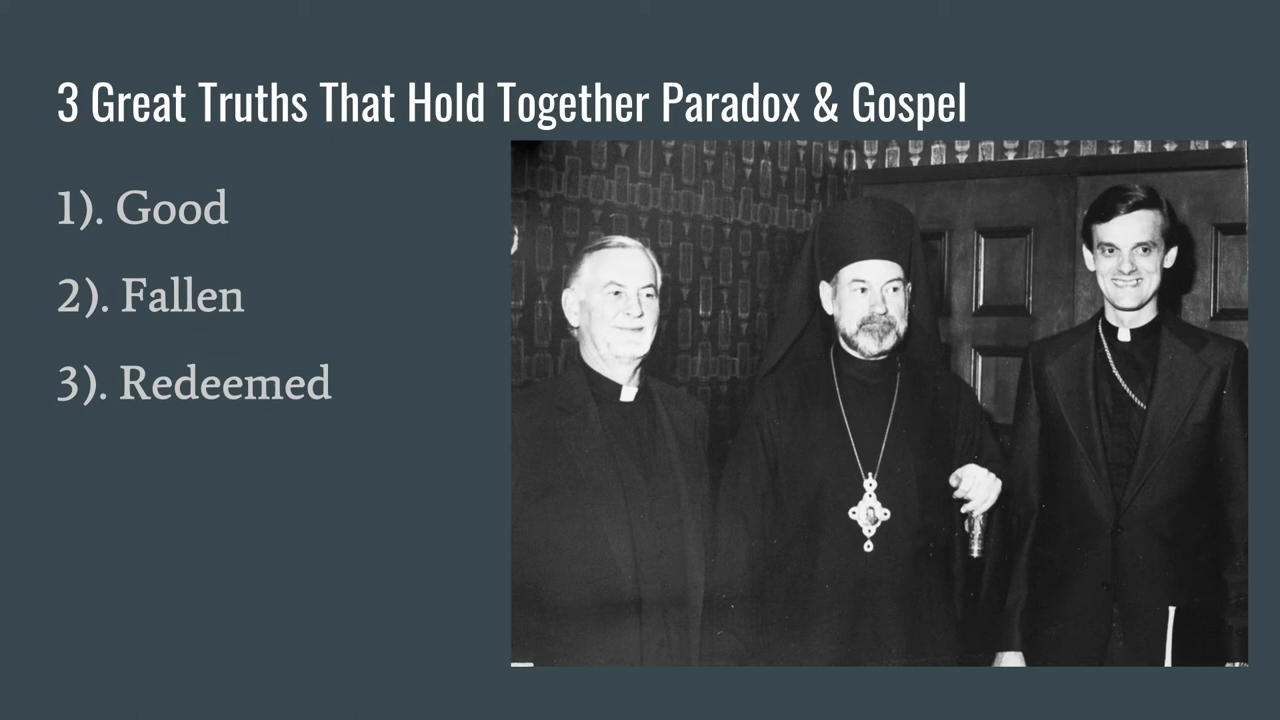 3 Great Truths That Hold Together Paradox & Gospel
1). Good
2). Fallen
3). Redeemed